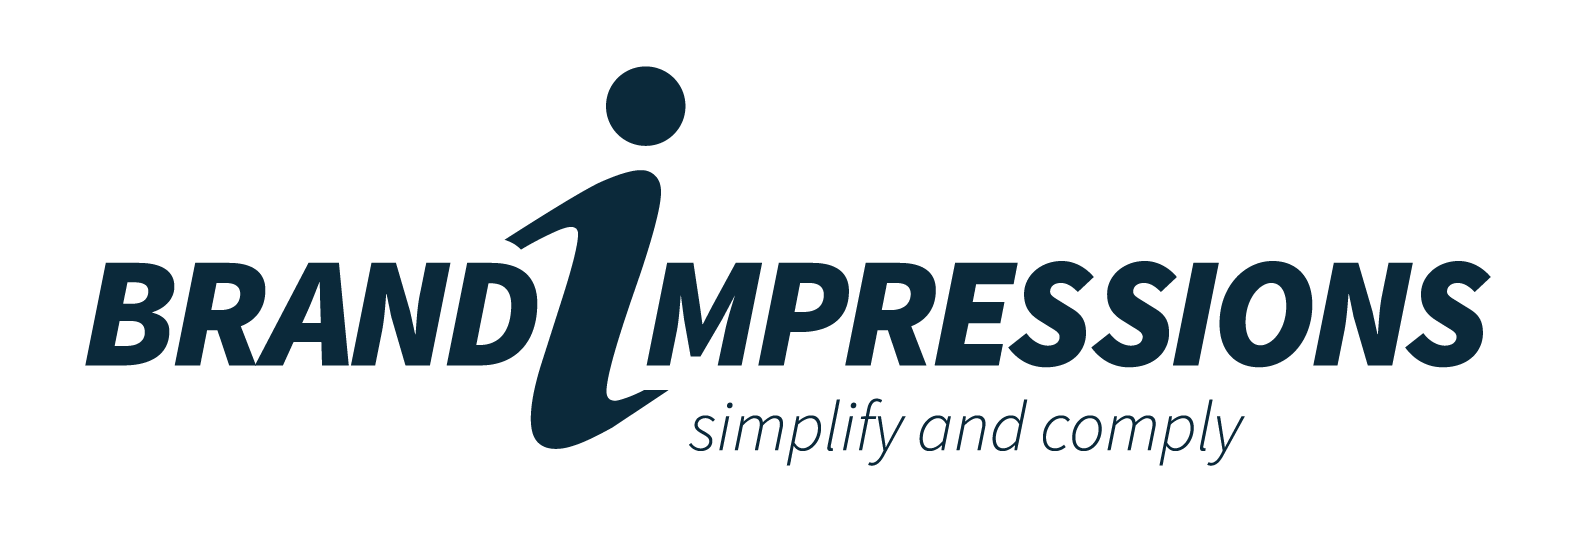 BRANDiMPRESSIONS
simplify and comply